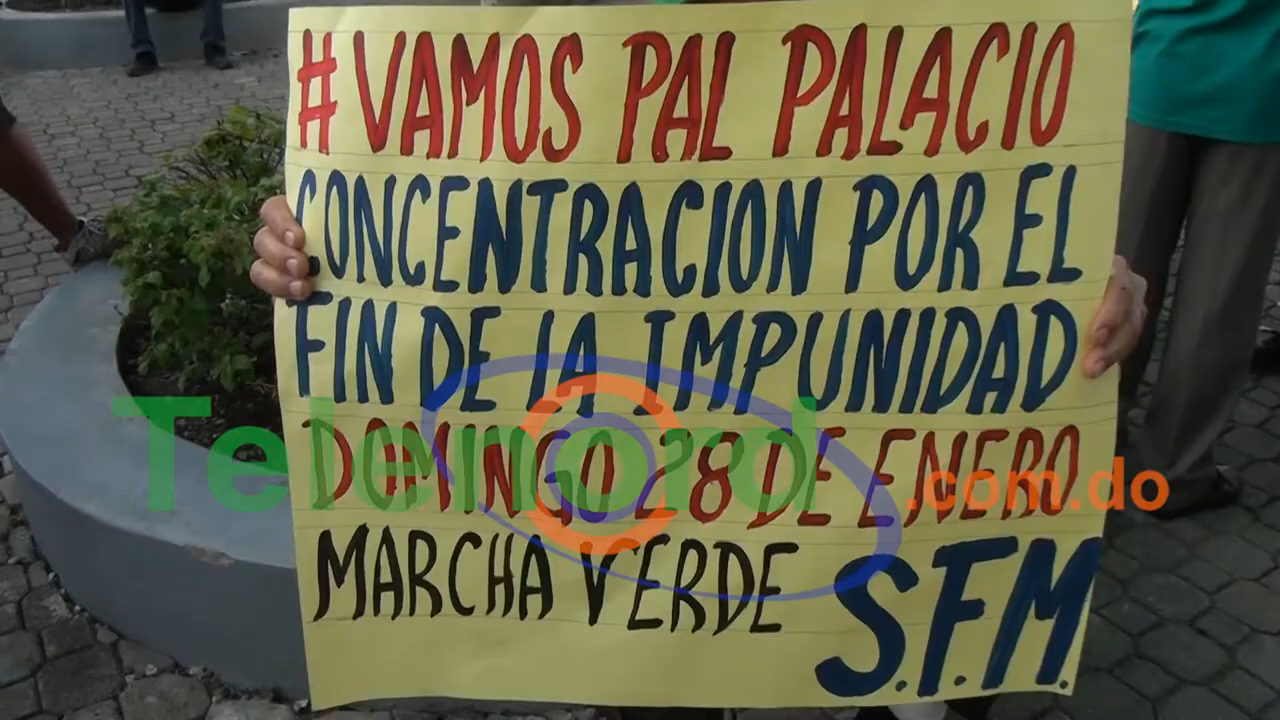 #VAMOS PAL PALACIO
CONCENTRACION POR EL
FIN DE LA IMPUNIDAD
DOMINGO 28 DE ENERO
Telenord.com.do
MARCHA VERDE S.F.M.